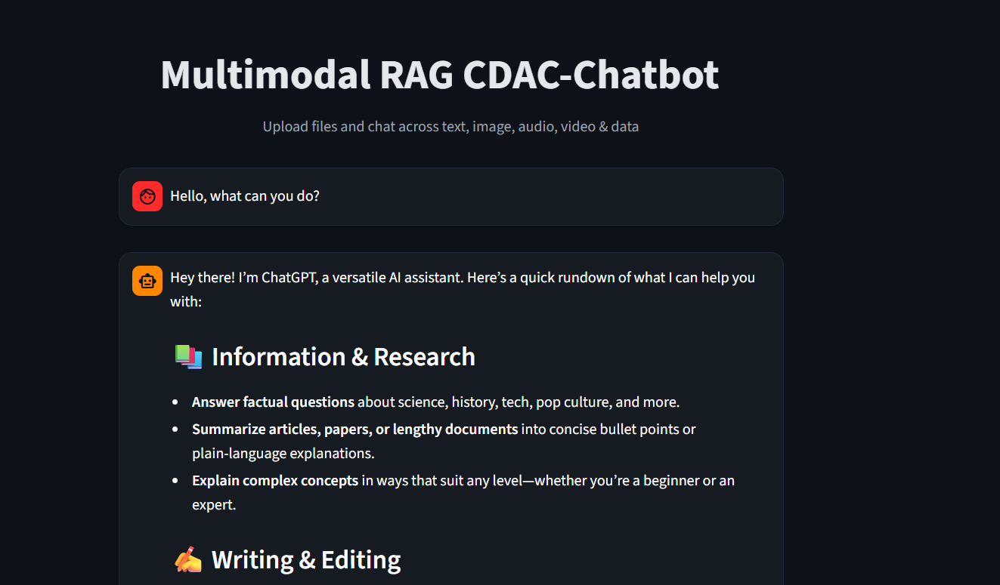 Multimodal RAG CDAC-Chatbot
Upload files and chat across text, image, audio, video & data
Hello, what can you do?
Hey there! I’m ChatGPT, a versatile AI assistant. Here’s a quick rundown of what I can help you
with:
📚 Information & Research
• Answer factual questions about science, history, tech, pop culture, and more.
• Summarize articles, papers, or lengthy documents into concise bullet points or
plain-language explanations.
• Explain complex concepts in ways that suit any level—whether you’re a beginner or an
expert.
✍️ Writing & Editing